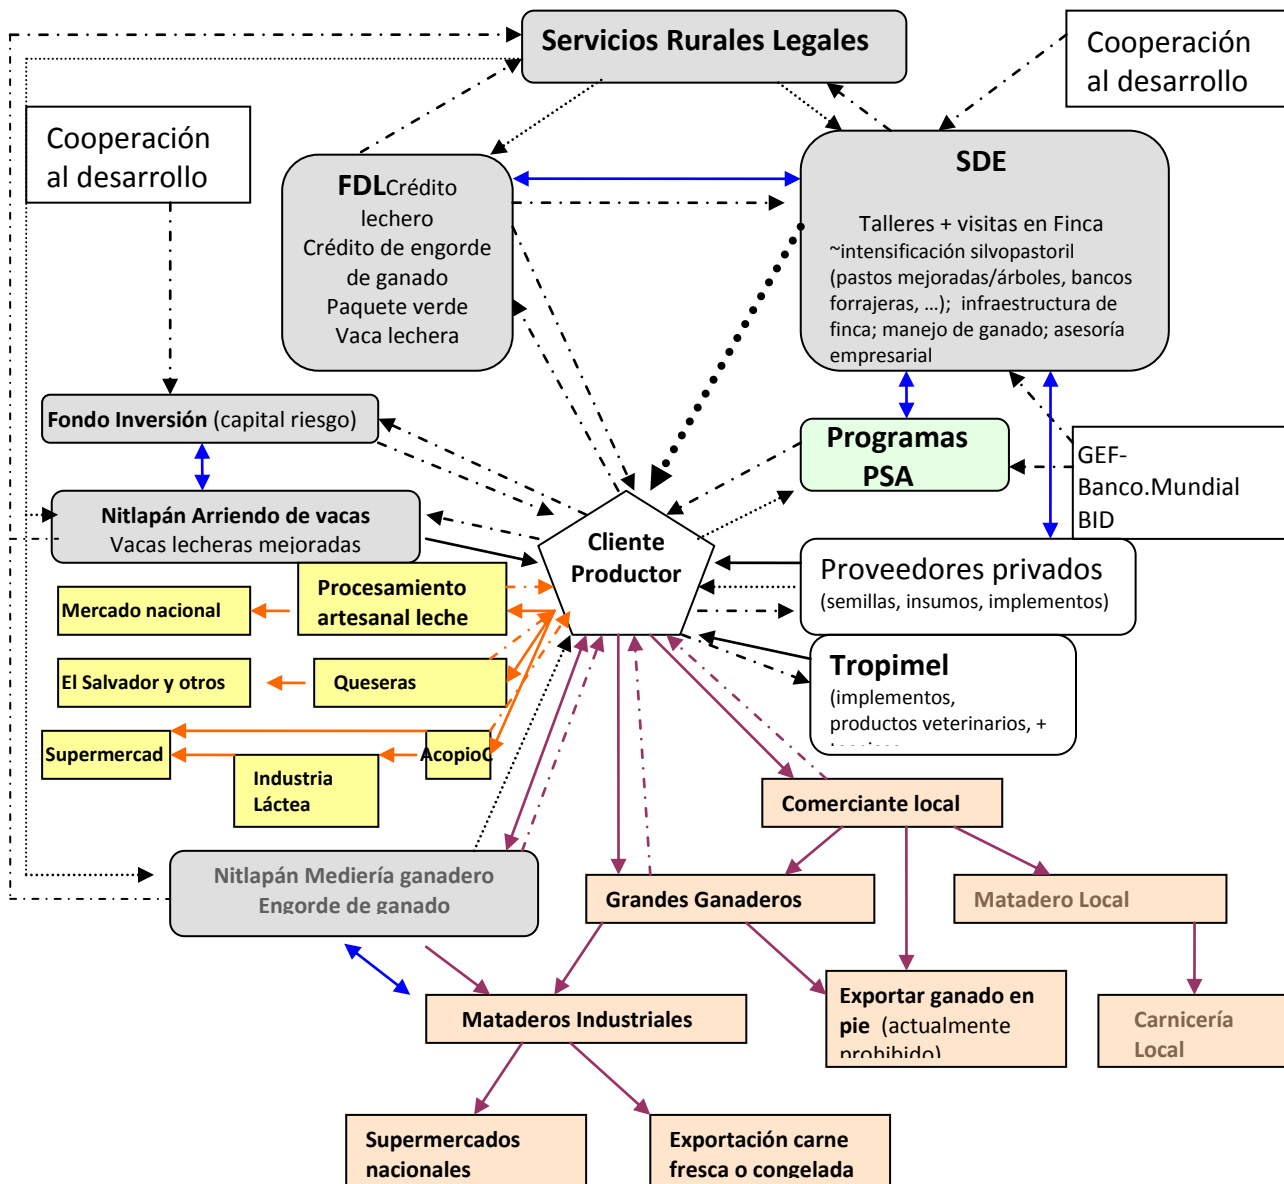 Servicios Rurales Legales
Cooperación
al desarrollo
Cooperación
al desarrollo
FDLCrédito
lechero
Crédito de engorde
de ganado
Paquete verde
Vaca lechera
SDE
Talleres + visitas en Finca
~intensificación silvopastoril
(pastos mejoradas/árboles, bancos
forrajeras, ...); infraestructura de
finca; manejo de ganado; asesoría
empresarial
Fondo Inversión (capital riesgo)
Programas
PSA
GEF-
Banco.Mundial
BID
Nitlapán Arriendo de vacas
Vacas lecheras mejoradas
Cliente
Productor
Proveedores privados
(semillas, insumos, implementos)
Procesamiento
artesanal leche
Mercado nacional
Tropimel
(implementos,
productos veterinarios, +
El Salvador y otros
Queseras
Supermercad
AcopioC
Industria
Láctea
Comerciante local
Nitlapán Mediería ganadero
Engorde de ganado
Grandes Ganaderos
Matadero Local
Mataderos Industriales
Exportar ganado en
pie (actualmente
prohibido)
Carnicería
Local
Supermercados
nacionales
Exportación carne
fresca o congelada